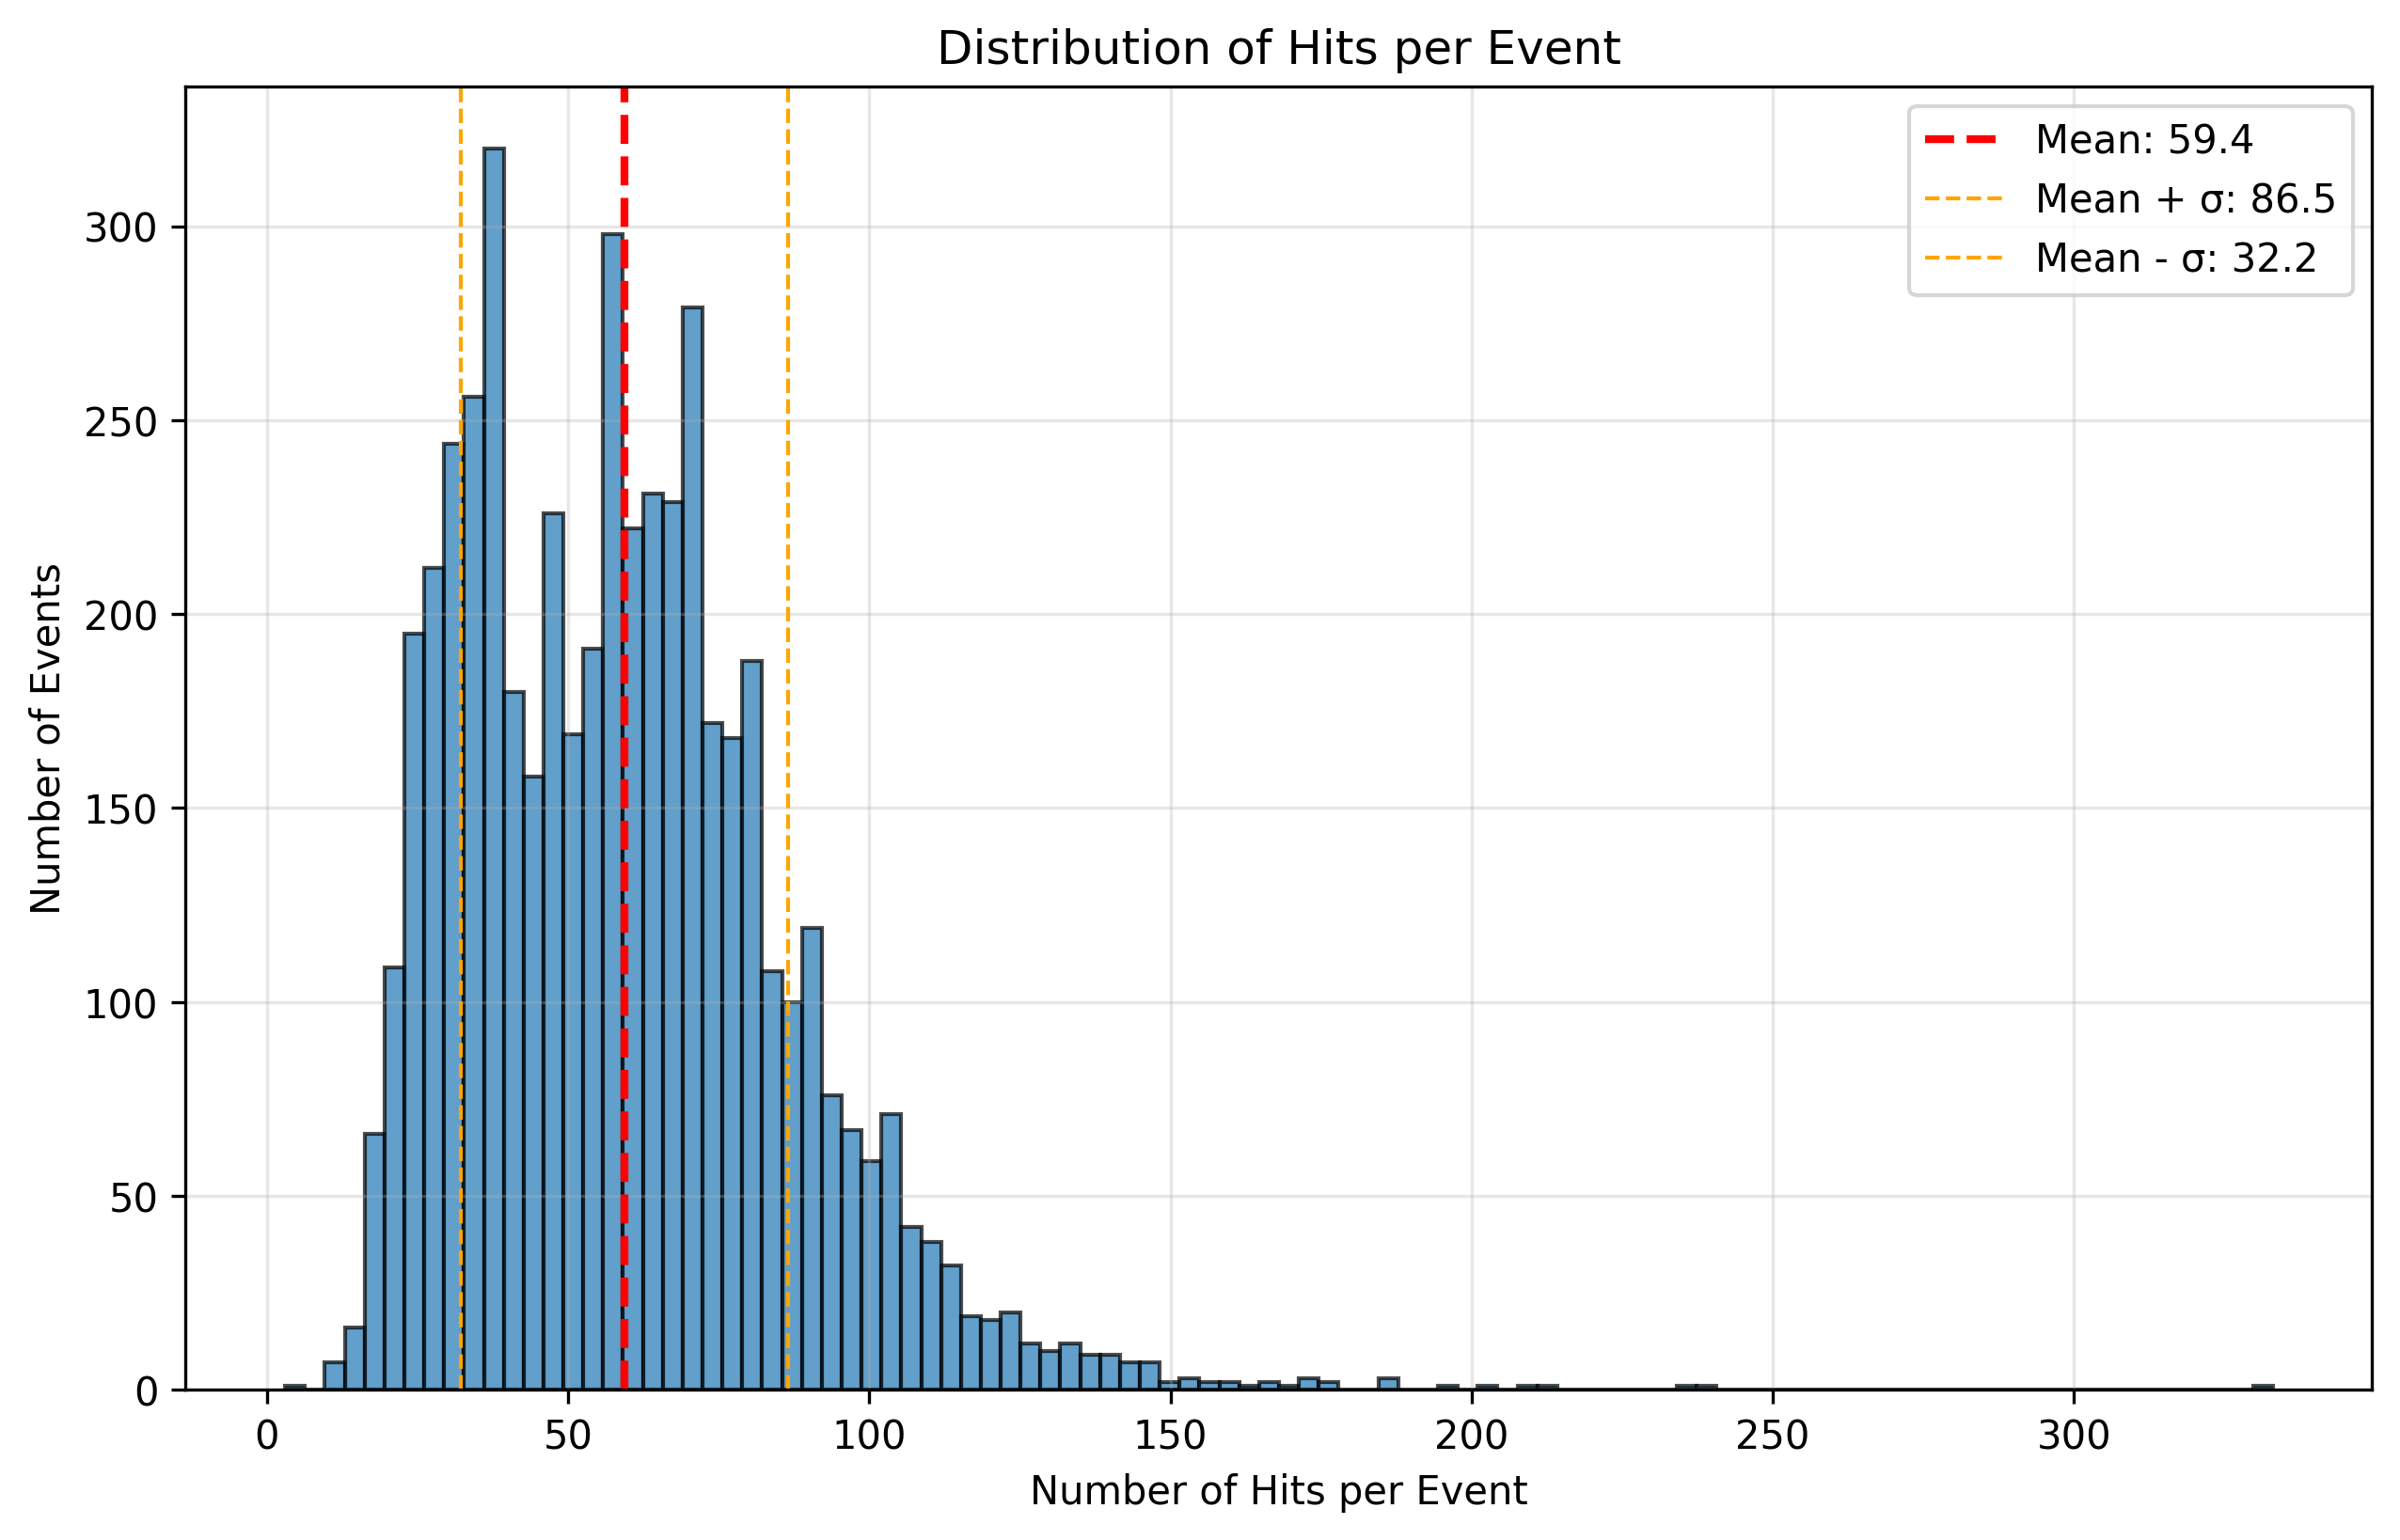 Distribution of Hits per Event
Mean: 59.4
Mean + σ: 86.5
Mean - σ: 32.2
Number of Events
300
250
200
150
100
50
0
0 50 100 150 200 250 300
Number of Hits per Event